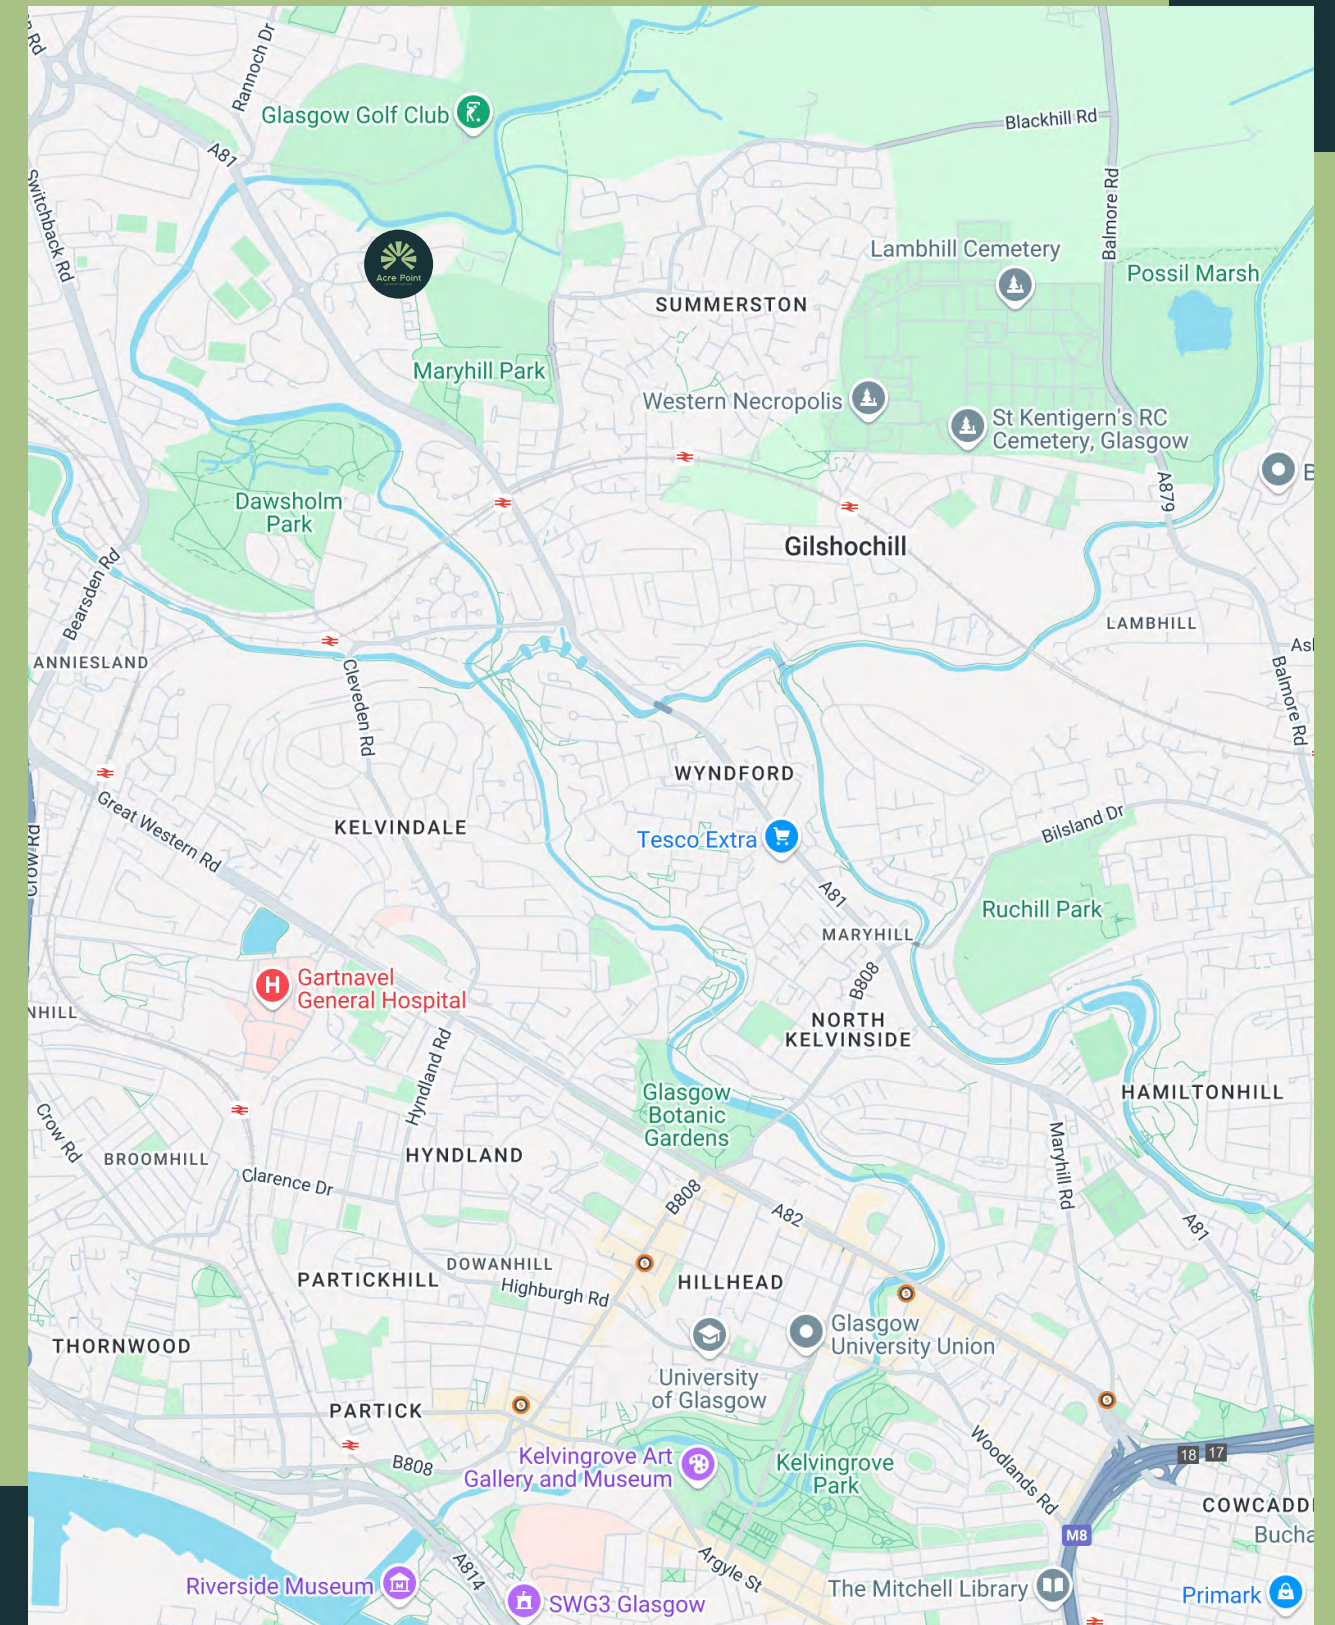 Rannoch Dr
Glasgow Golf Club
Blackhill Rd
A81
Switchback Rd
Balmore Rd
Lambhill Cemetery
Acre Point
Possil Marsh
SUMMERSTON
Maryhill Park
Western Necropolis
St Kentigern's RC
Cemetery, Glasgow
B
Dawsholm
Park
A879
Gilshochill
Bearsden Rd
LAMBHILL
ANNIESLAND
Cleveden Rd
Balmore Rd
WYNDFORD
Great Western Rd
KELVINDALE
Bilsland Dr
Tesco Extra
Crow Rd
A81
Ruchill Park
MARYHILL
B808
Gartnavel
General Hospital
NHILL
NORTH
KELVINSIDE
Hyndland Rd
Glasgow
Botanic
Gardens
HAMILTONHILL
Crow Rd
Maryhill Rd
BROOMHILL
HYNDLAND
Clarence Dr
B808
A82
A81
DOWANHILL
PARTICKHILL
Highburgh Rd
HILLHEAD
Glasgow
University Union
THORNWOOD
University
of Glasgow
PARTICK
Woodlands Rd
18 17
B808
Kelvingrove Art
Gallery and Museum
Kelvingrove
Park
COWCADD
M8
Bucha
Argyle St
A814
Riverside Museum
SWG3 Glasgow
The Mitchell Library
Primark